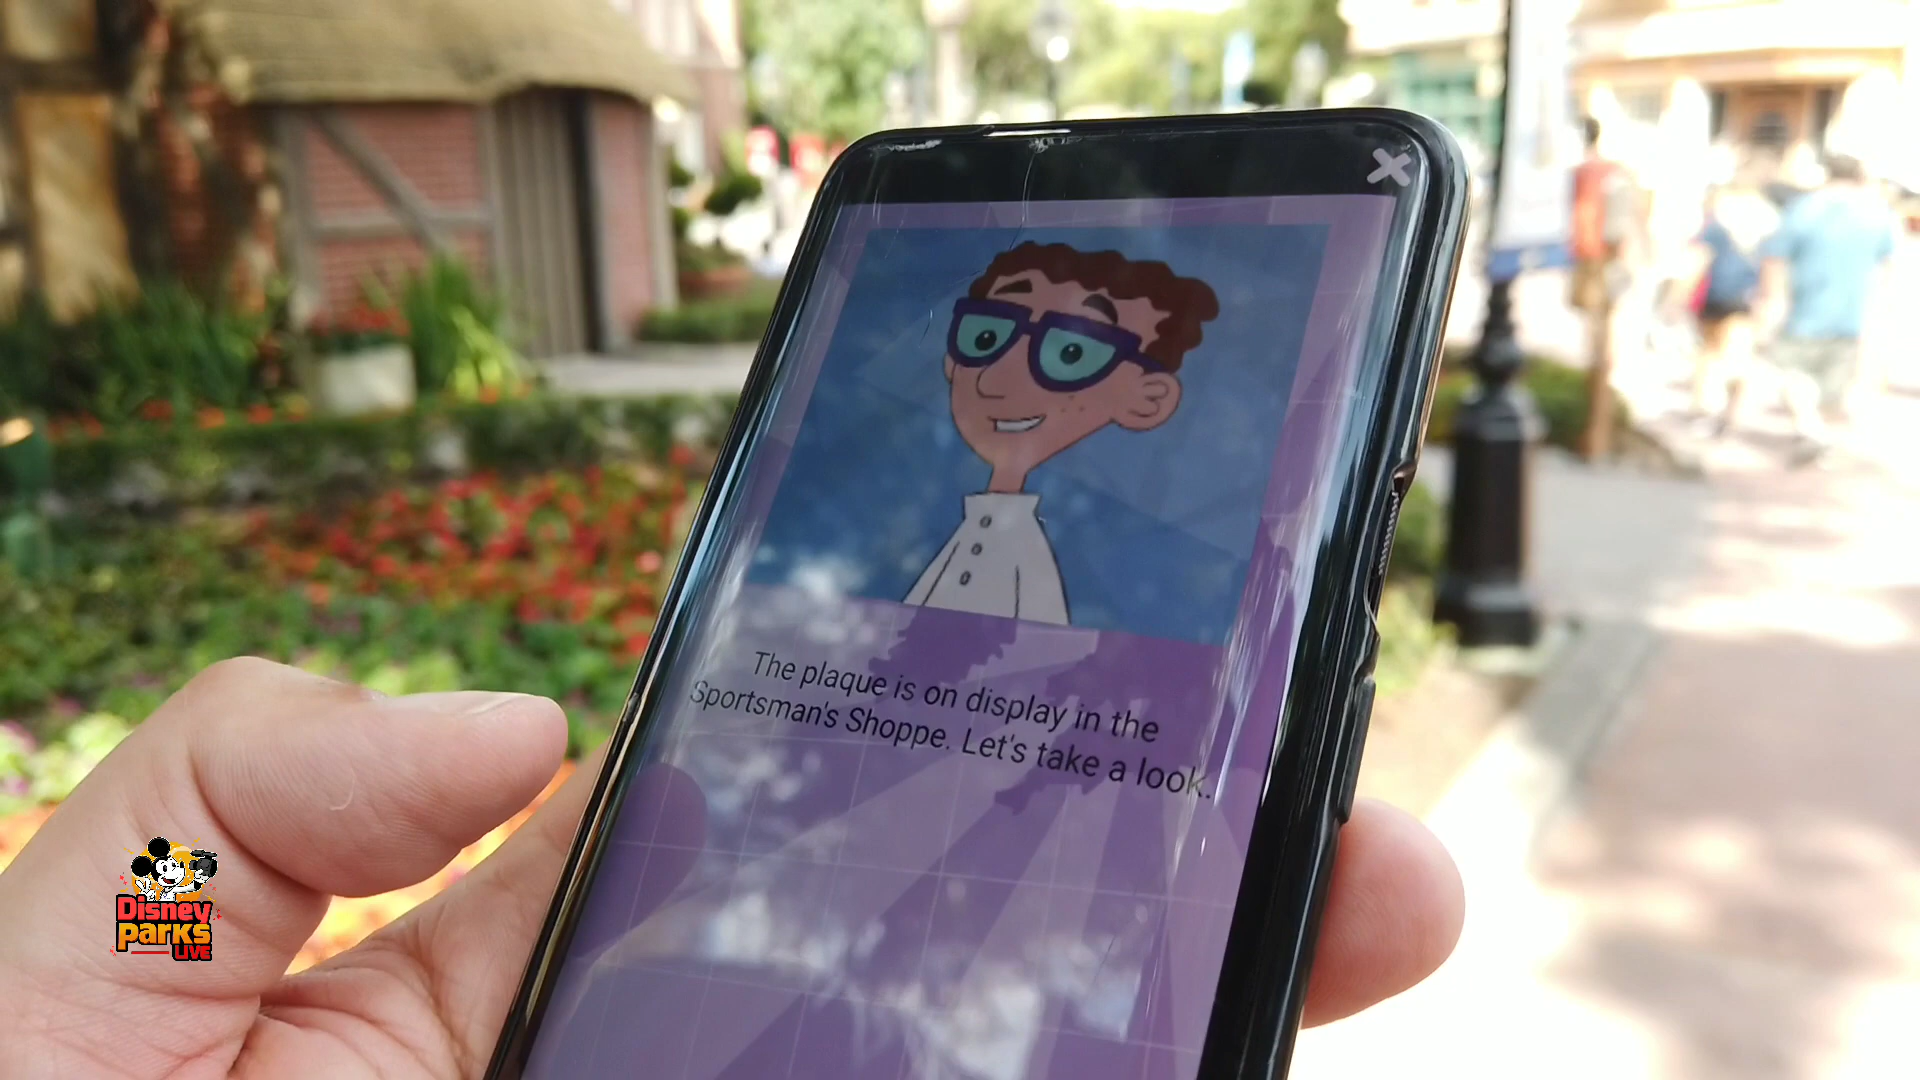 The plaque is on display in the
Sportsman's Shoppe. Let's take a look.
Disney
Parks
LIVE